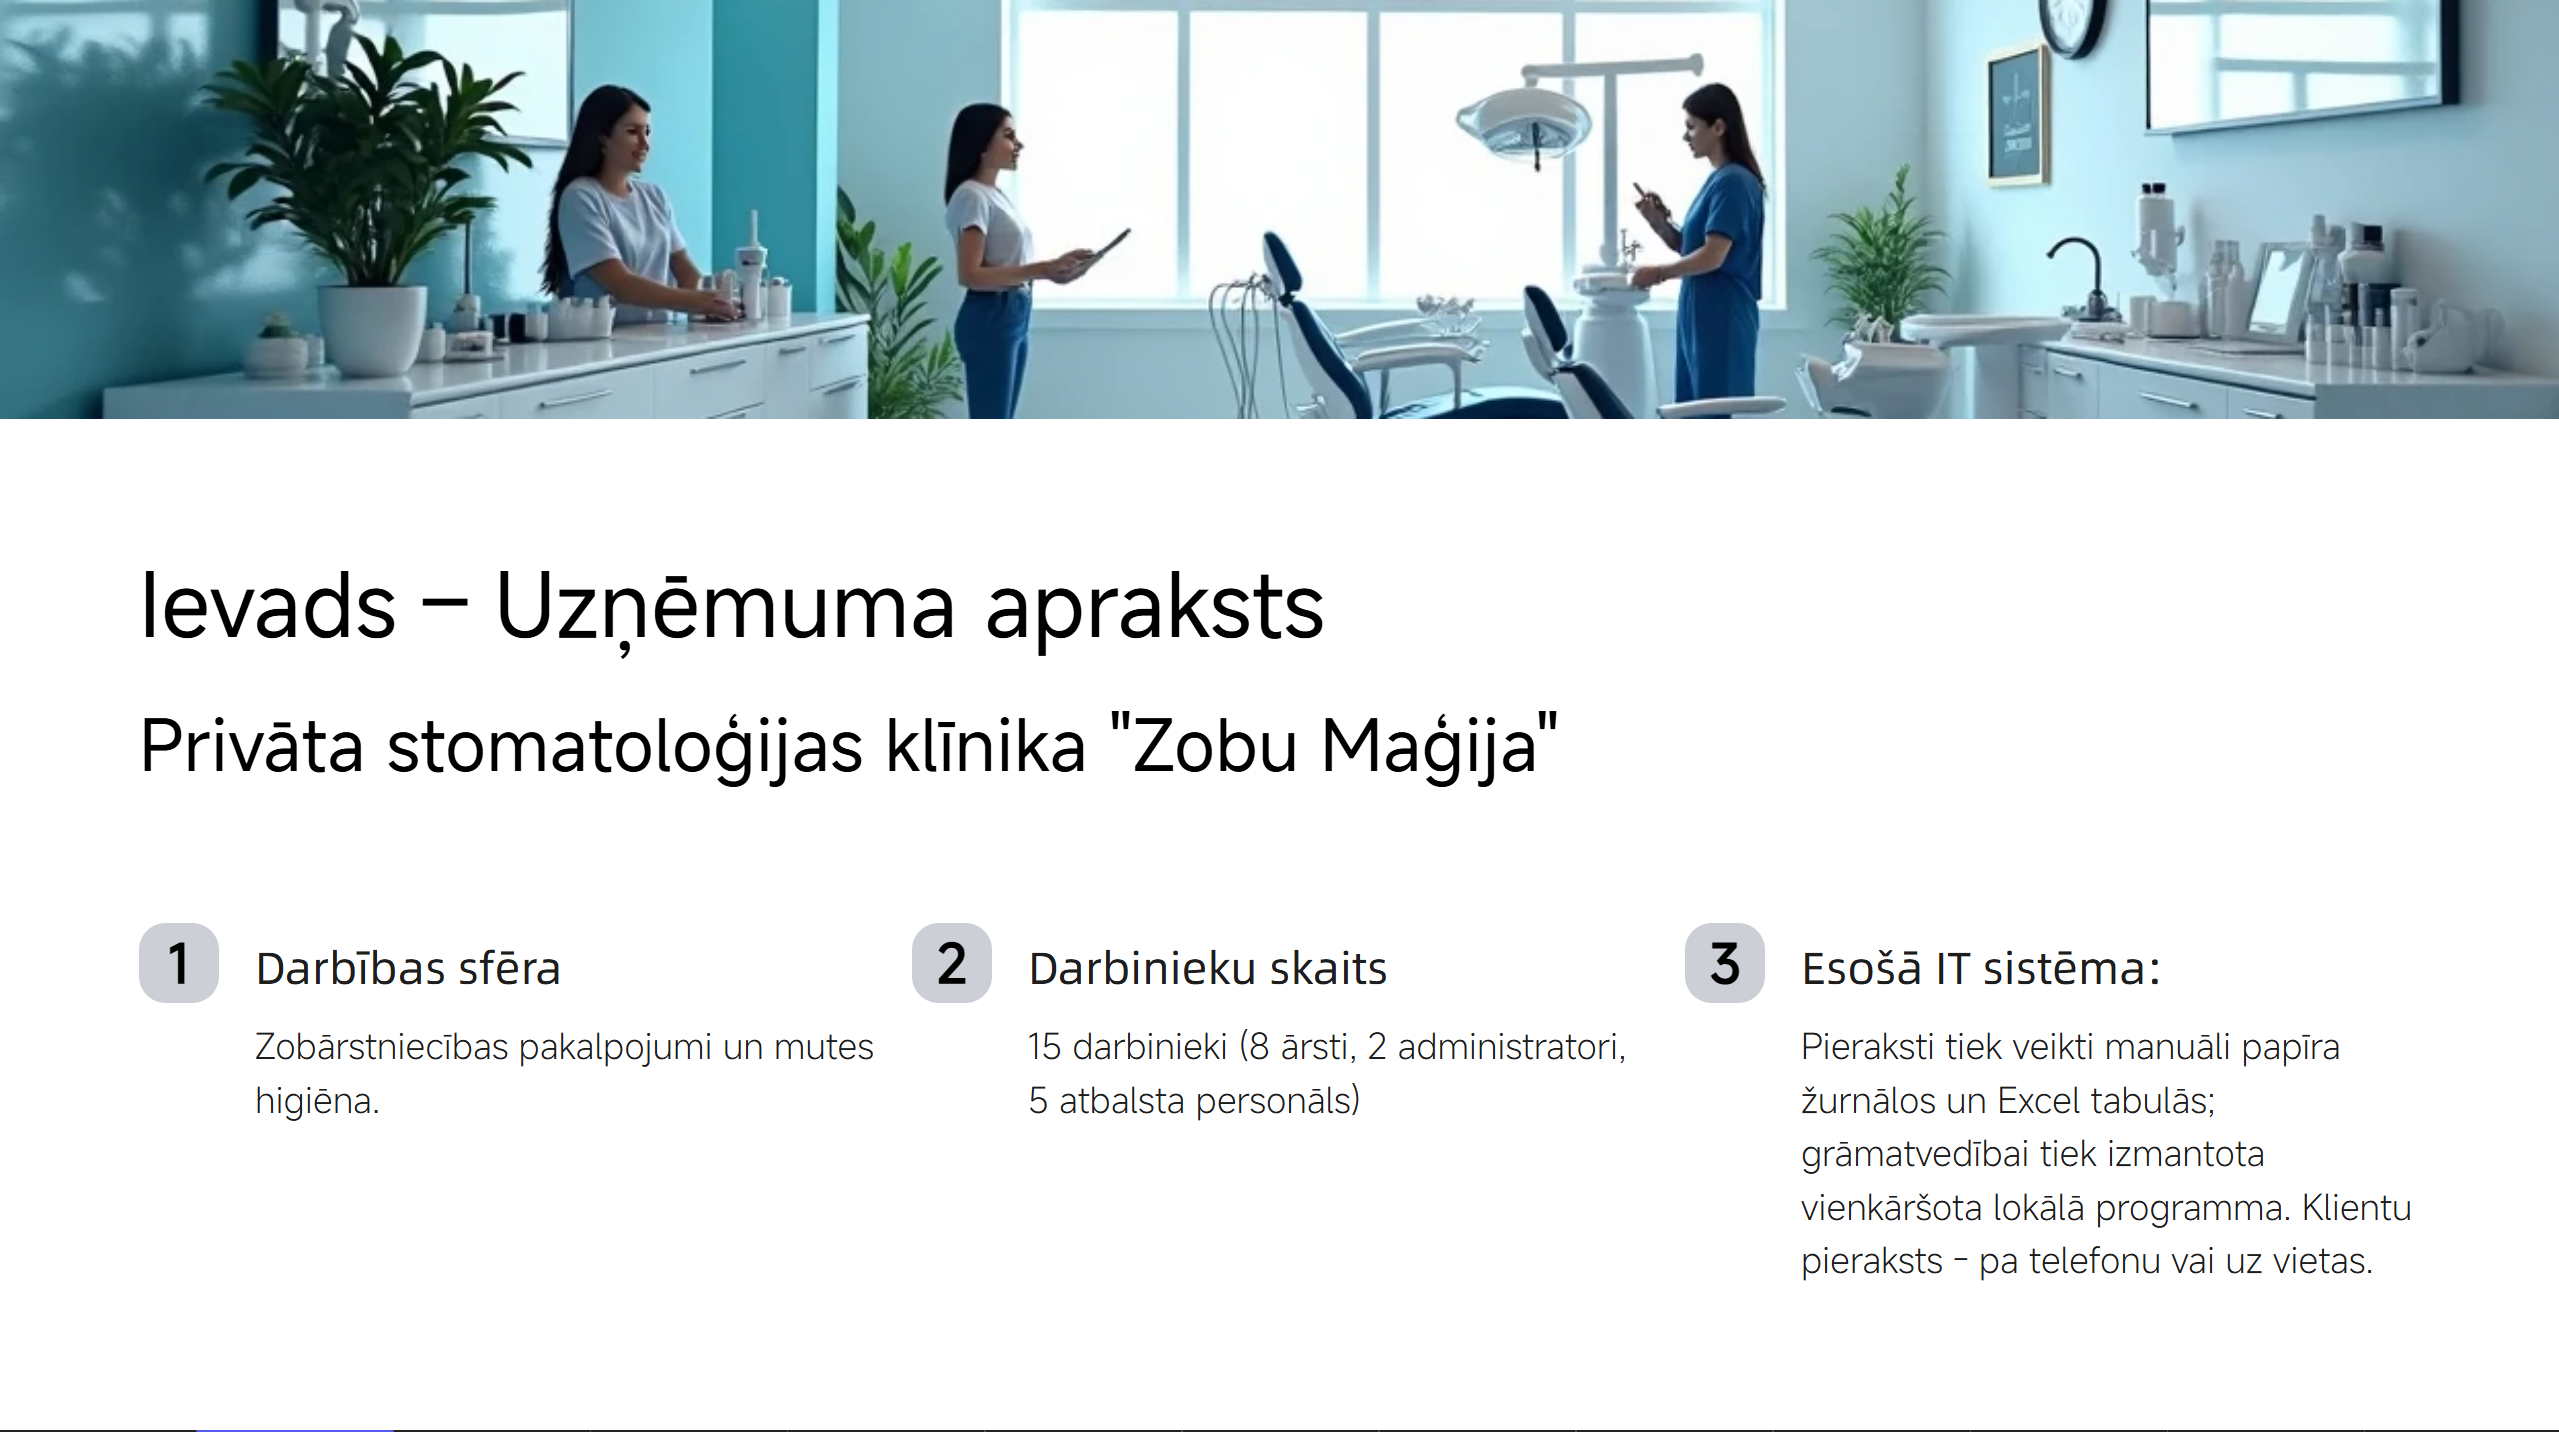 Ievads – Uzņēmuma apraksts
Privāta stomatoloģijas klīnika "Zobu Maģija"
1
Darbības sfēra
Zobārstniecības pakalpojumi un mutes
higiēna.
2
Darbinieku skaits
15 darbinieki (8 ārsti, 2 administratori,
5 atbalsta personāls)
3
Esošā IT sistēma:
Pieraksti tiek veikti manuāli papīra
žurnālos un Excel tabulās;
grāmatvedībai tiek izmantota
vienkāršota lokālā programma. Klientu
pieraksts – pa telefonu vai uz vietas.